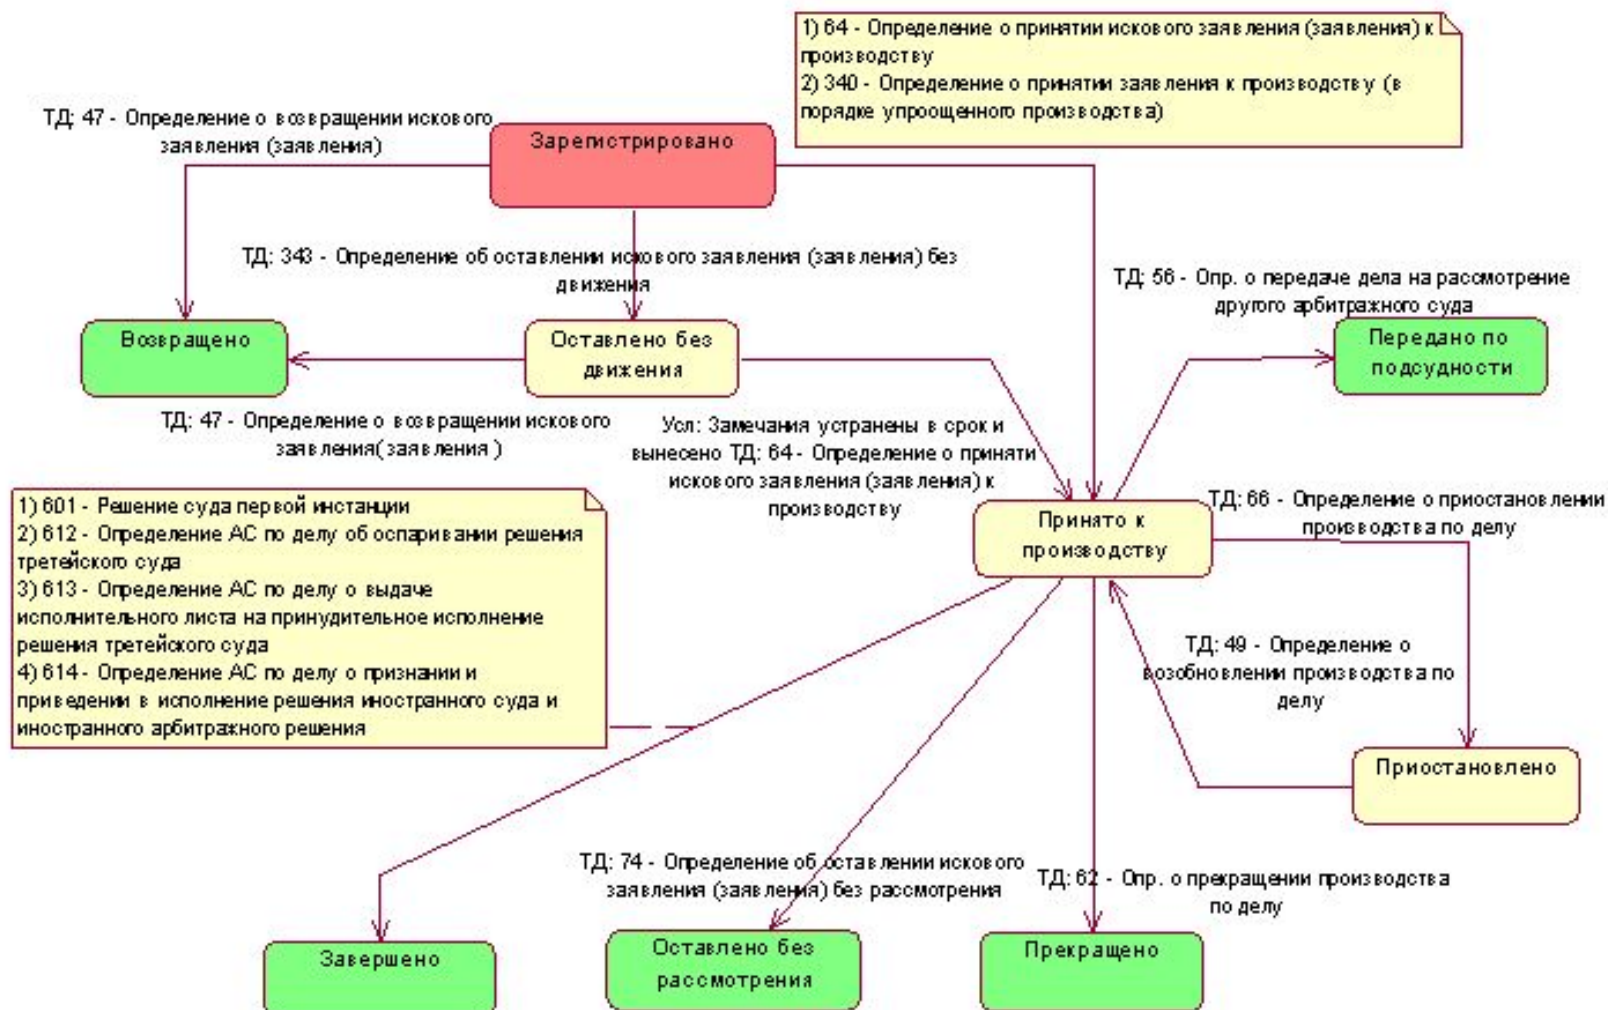 1) 64 - Определение о принятии искового заявления (заявления) к
производству
2) 340 - Определение о принятии заявления к производству (в
порядке упроощенного производства)
ТД: 47 - Определение о возвращении искового
заявления (заявления)
Зарегистрировано
ТД: 343 - Определение об оставлении искового заявления (заявления) без
движения
ТД: 56 - Опр. о передаче дела на рассмотрение
другого арбитражного суда
Возвращено
Оставлено без
движения
Передано по
подсудности
ТД: 47 - Определение о возвращении искового
заявления( заявления )
Усл: Замечания устранены в срок и
вынесено ТД: 64 - Определение о приняти
искового заявления (заявления) к
производству
1) 601 - Решение суда первой инстанции
2) 612 - Определение АС по делу об оспаривании решения
третейского суда
3) 613 - Определение АС по делу о выдаче
исполнительного листа на принудительное исполнение
решения третейского суда
4) 614 - Определение АС по делу о признании и
приведении в исполнение решения иностранного суда и
иностранного арбитражного решения
Принято к
производству
ТД: 66 - Определение о приостановлении
производства по делу
ТД: 49 - Определение о
возобновлении производства по
делу
Приостановлено
ТД: 74 - Определение об оставлении искового
заявления (заявления) без рассмотрения
ТД: 62 - Опр. о прекращении производства
по делу
Завершено
Оставлено без
рассмотрения
Прекращено